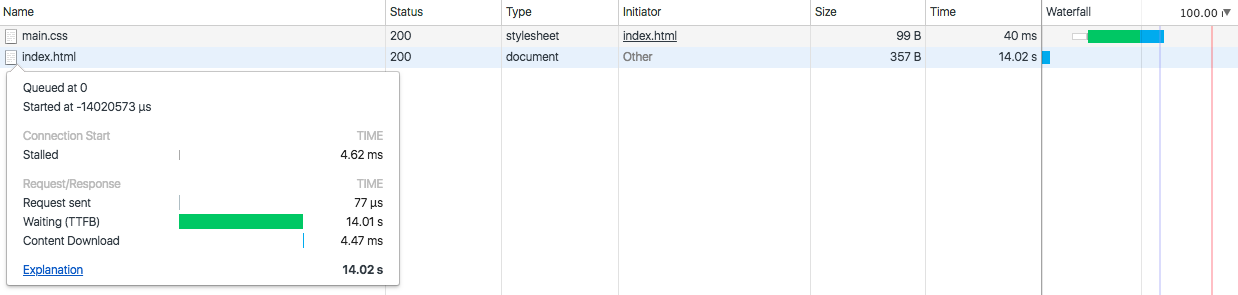 Name Status Type Initiator Size Time Waterfall 100.00
main.css 200 stylesheet index.html 99 B 40 ms
index.html 200 document Other 357 B 14.02 s
Queued at 0
Started at -14020573 µs
Connection Start TIME
Stalled 4.62 ms
Request/Response TIME
Request sent 77 µs
Waiting (TTFB) 14.01 s
Content Download 4.47 ms
Explanation 14.02 s